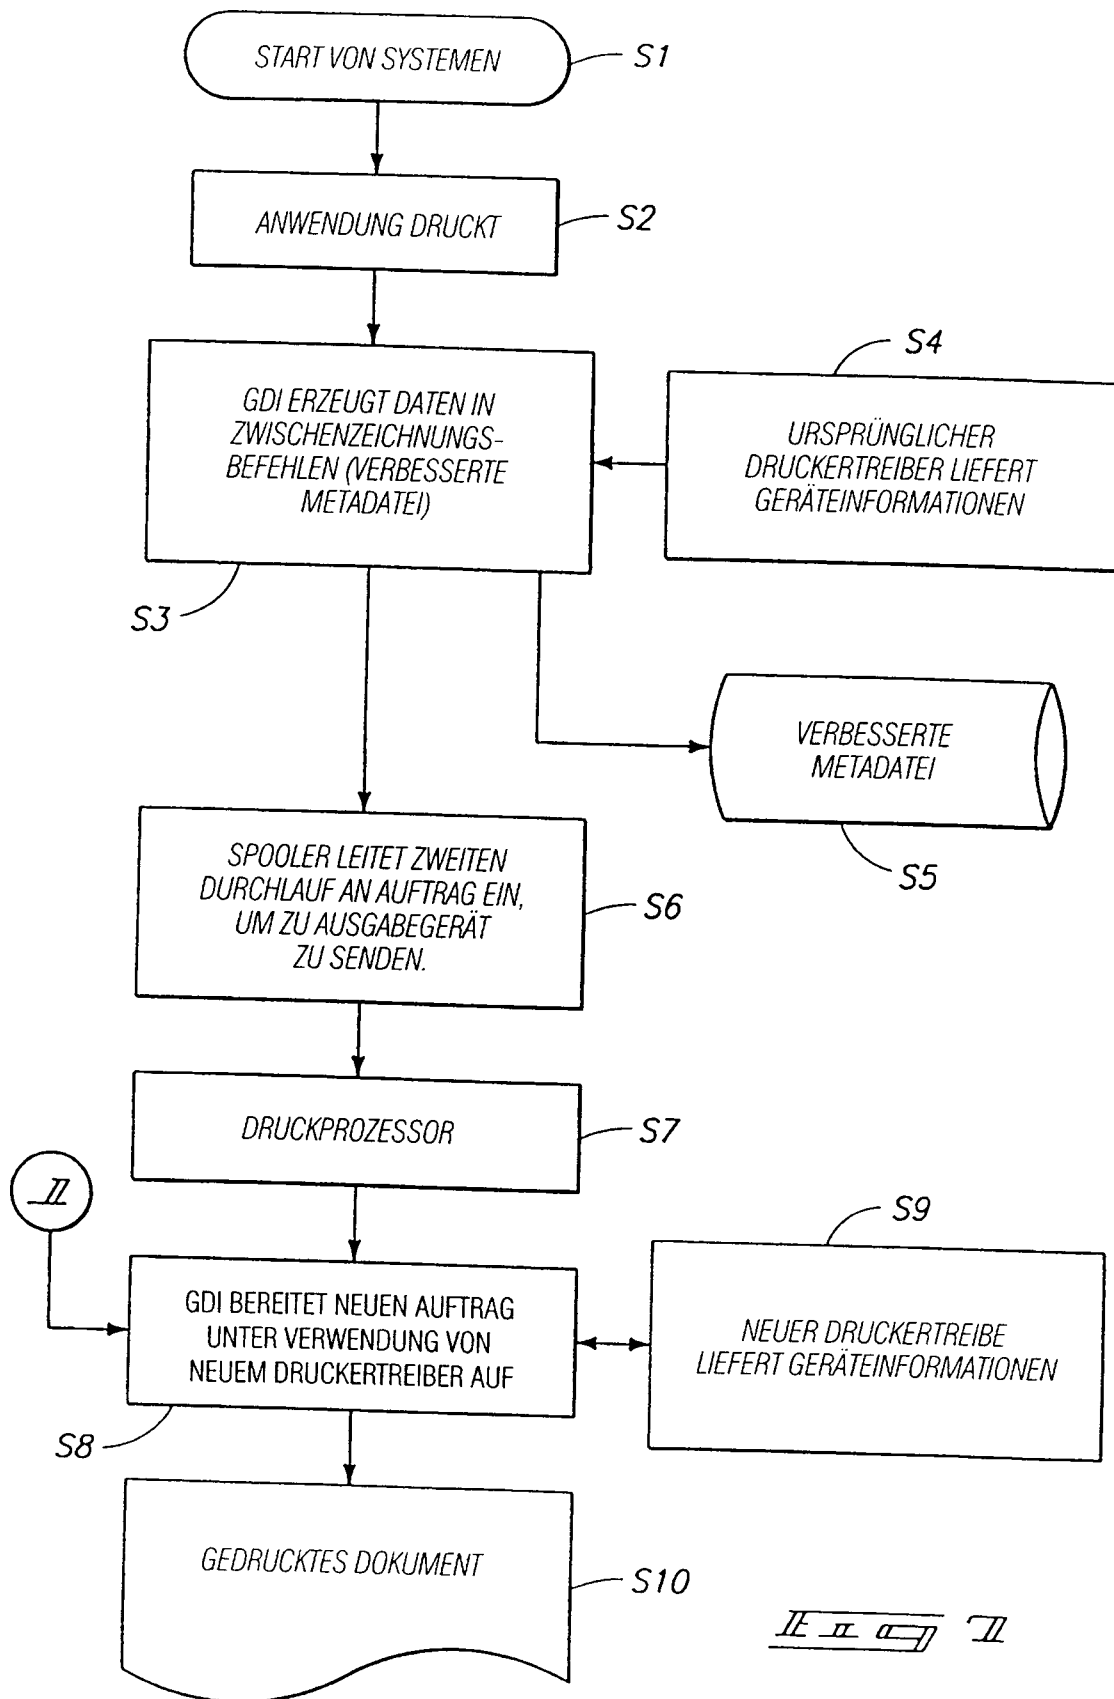 START VON SYSTEMEN
S1
ANWENDUNG DRUCKT
S2
GDI ERZEUGT DATEN IN
ZWISCHENZEICHNUNGS-
BEFEHLEN (VERBESSERTE
METADATEI)
S3
S4
URSPRÜNGLICHER
DRUCKERTREIBER LIEFERT
GERÄTEINFORMATIONEN
VERBESSERTE
METADATEI
S5
SPOOLER LEITET ZWEITEN
DURCHLAUF AN AUFTRAG EIN,
UM ZU AUSGABEGERÄT
ZU SENDEN.
S6
DRUCKPROZESSOR
S7
GDI BEREITET NEUEN AUFTRAG
UNTER VERWENDUNG VON
NEUEM DRUCKERTREIBER AUF
S8
S9
NEUER DRUCKERTREIBE
LIEFERT GERÄTEINFORMATIONEN
GEDRUCKTES DOKUMENT
S10